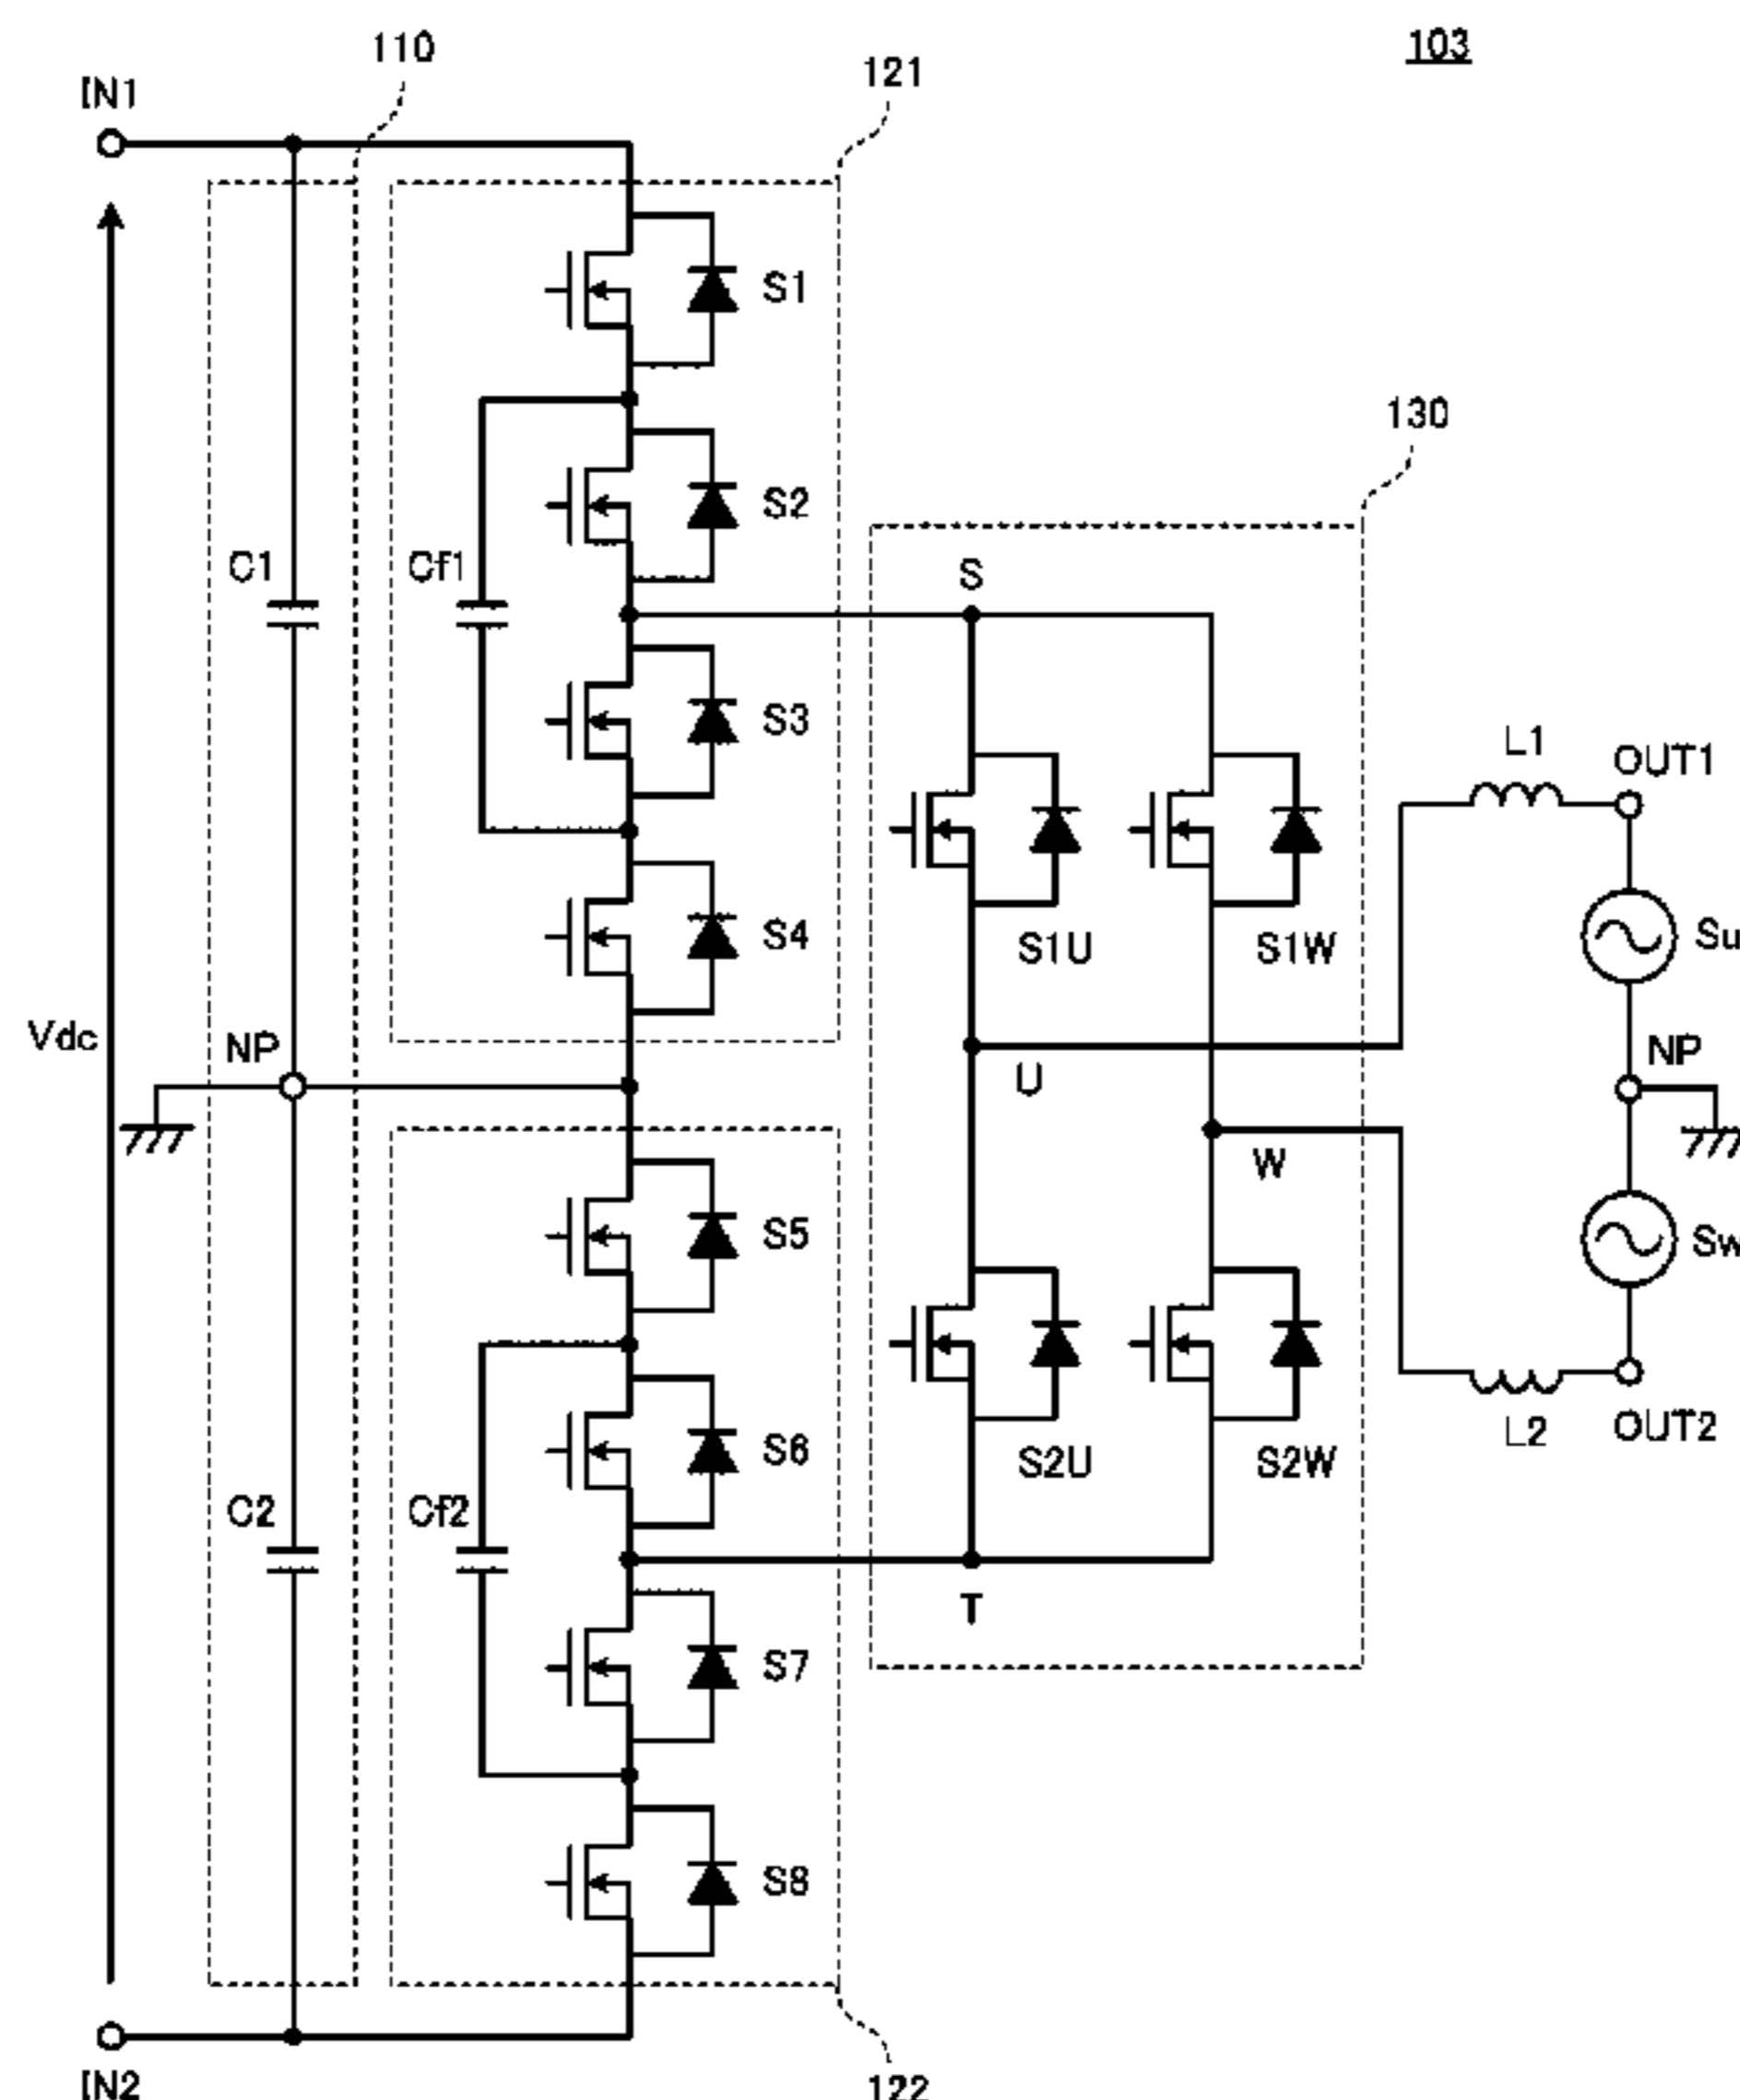 110
103
121
IN1
S1
S2
130
C1
Cf1
S
S3
L1
OUT1
S4
S1U
S1W
Su
Vdc
NP
NP
U
W
S5
Sw
S6
L2
OUT2
S2U
S2W
C2
Cf2
T
S7
S8
IN2
122